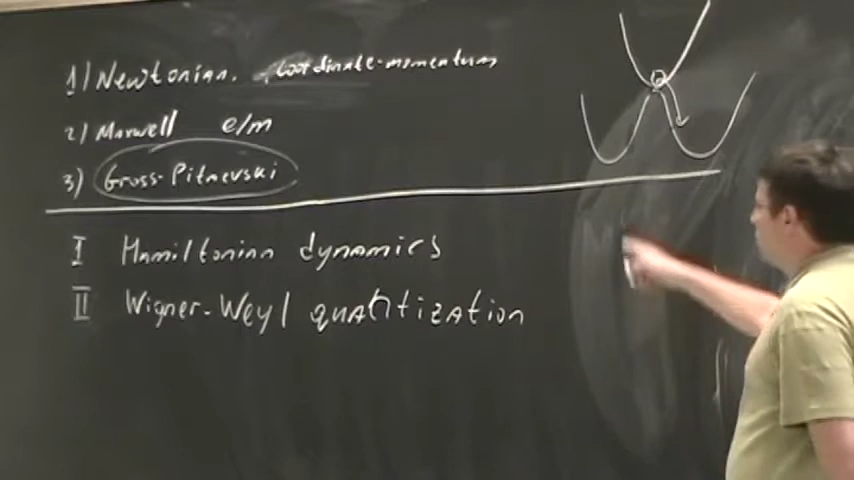 1) Newtonian. , coordinate-momentum
2) Maxwell e/m
3) Gross-Pitaevski
I Hamiltonian dynamics
II Wigner-Weyl quantization